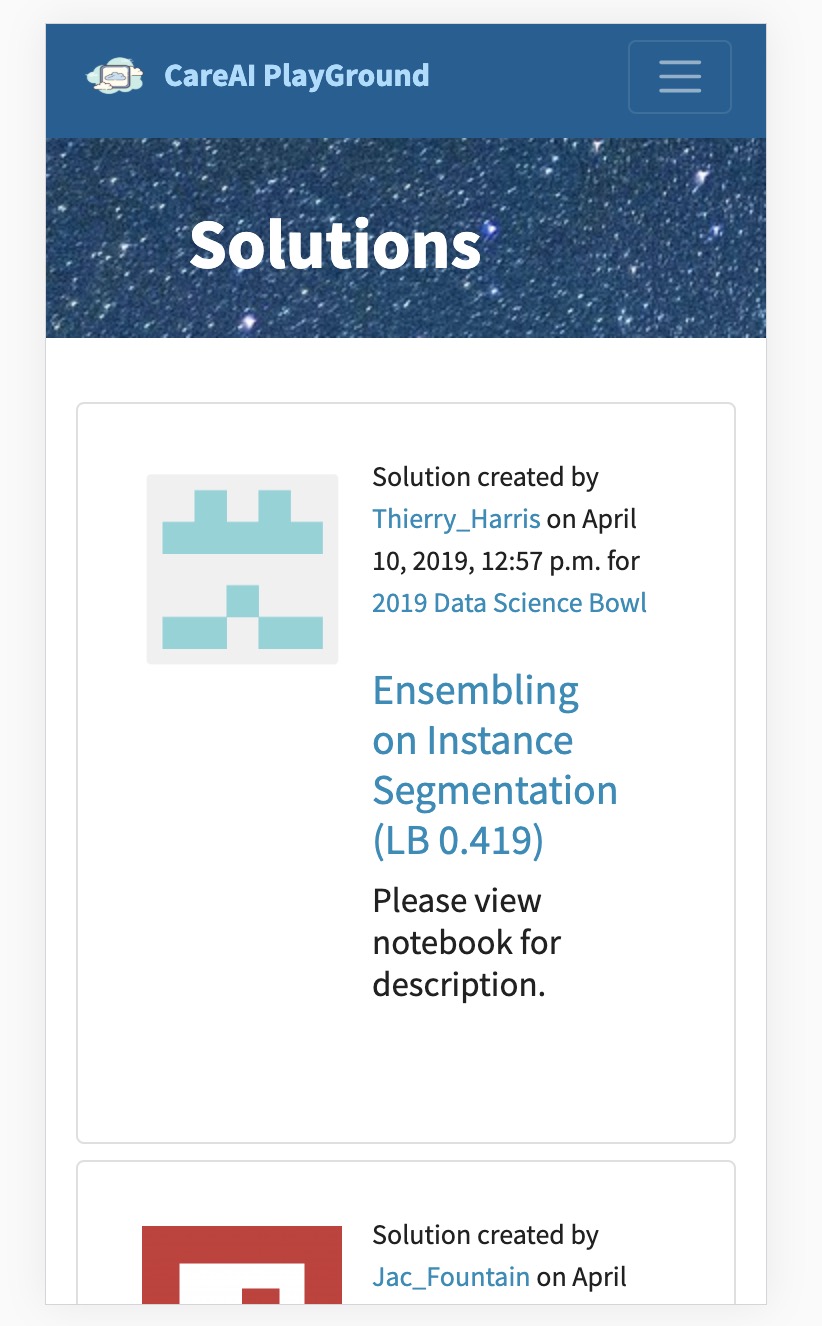 CareAI PlayGround
Solutions
Solution created by
Thierry_Harris on April
10, 2019, 12:57 p.m. for
2019 Data Science Bowl
Ensembling
on Instance
Segmentation
(LB 0.419)
Please view
notebook for
description.
Solution created by
Jac_Fountain on April